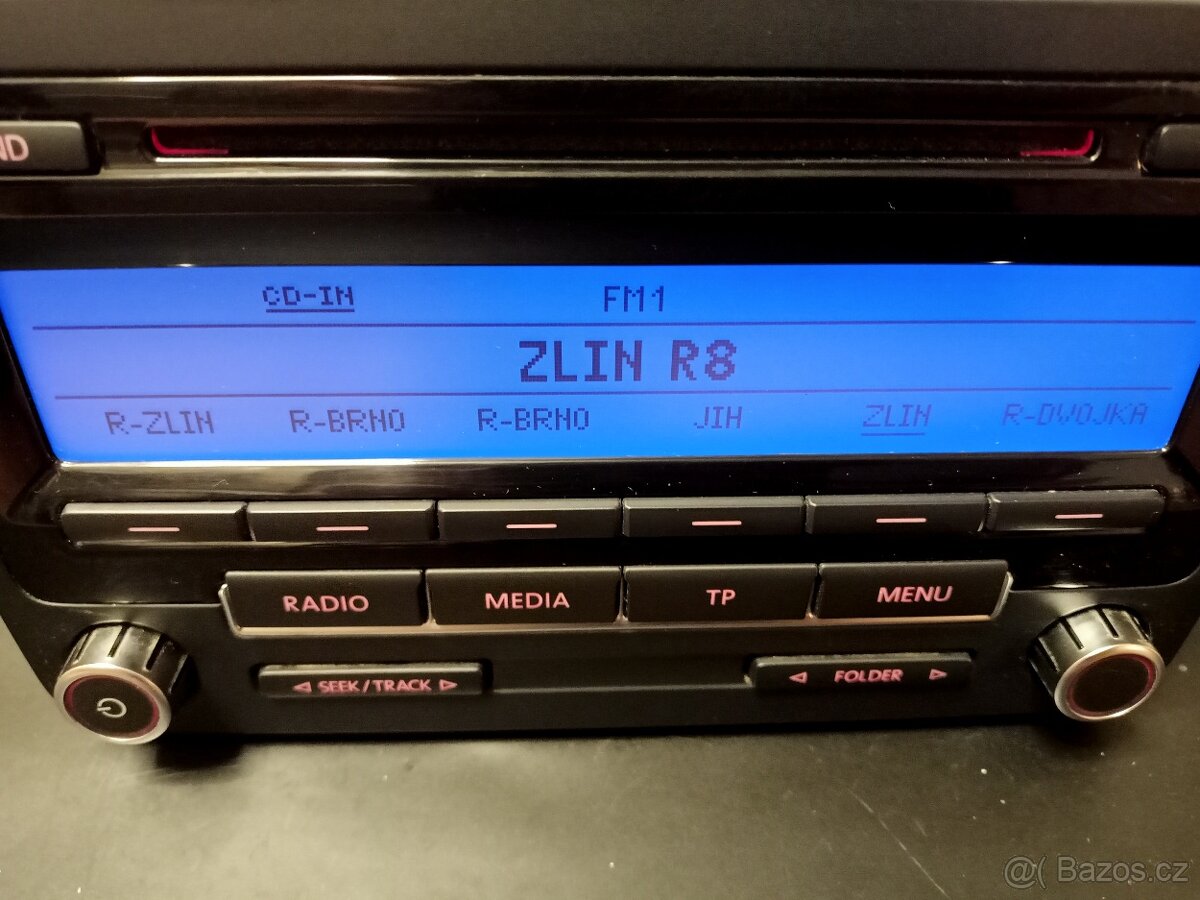 ND
CD-IN FM1
ZLIN R8
R-ZLIN R-BRNO R-BRNO JIH ZLIN R-DVOJKA
RADIO MEDIA TP MENU
SEEK/TRACK FOLDER
@( Bazos.cz